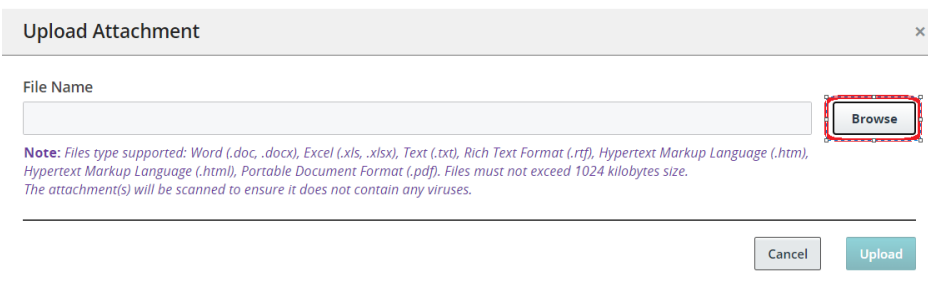 Upload Attachment
×
File Name
Browse
Note: Files type supported: Word (.doc, .docx), Excel (.xls, .xlsx), Text (.txt), Rich Text Format (.rtf), Hypertext Markup Language (.htm),
Hypertext Markup Language (.html), Portable Document Format (.pdf). Files must not exceed 1024 kilobytes size.
The attachment(s) will be scanned to ensure it does not contain any viruses.
Cancel
Upload